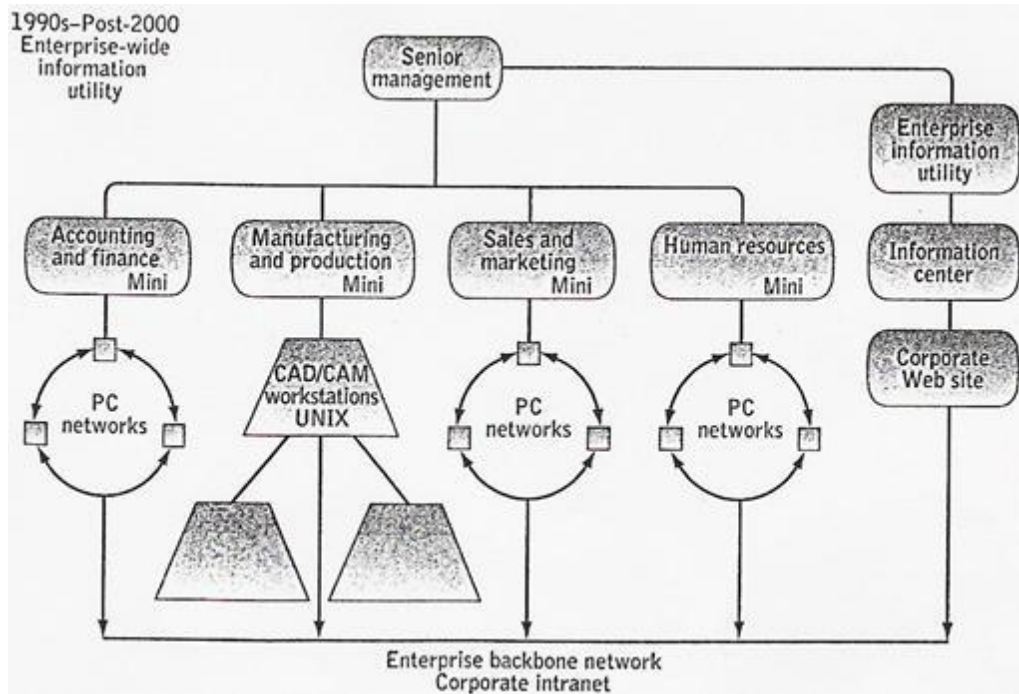 1990s–Post-2000
Enterprise-wide
information
utility
Senior
management
Enterprise
information
utility
Accounting
and finance
Mini
Manufacturing
and production
Mini
Sales and
marketing
Mini
Human resources
Mini
Information
center
CAD/CAM
workstations
UNIX
Corporate
Web site
PC
networks
PC
networks
PC
networks
Enterprise backbone network
Corporate intranet